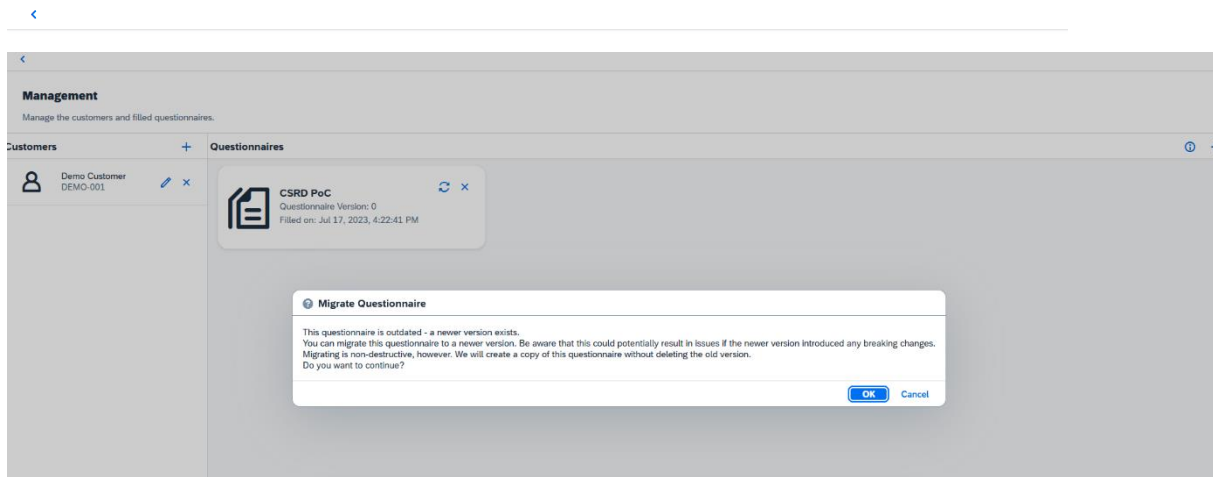 Management
Manage the customers and filled questionnaires.
Customers
Questionnaires
Demo Customer
DEMO-001
CSRD PoC
Questionnaire Version: 0
Filled on: Jul 17, 2023, 4:22:41 PM
Migrate Questionnaire
This questionnaire is outdated - a newer version exists.
You can migrate this questionnaire to a newer version. Be aware that this could potentially result in issues if the newer version introduced any breaking changes.
Migrating is non-destructive, however. We will create a copy of this questionnaire without deleting the old version.
Do you want to continue?
OK
Cancel